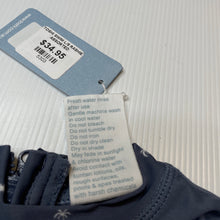 ASSORTED
$34.95
Fresh water rinse
after use
Gentle machine wash
in cool water
Do not bleach
Do not tumble dry
Do not iron
Do not dry clean
Dry in shade
May fade in sunlight
& chlorine water
Avoid contact with
suntan lotions, oils,
rough surfaces,
pools & spas treated
with harsh chemicals